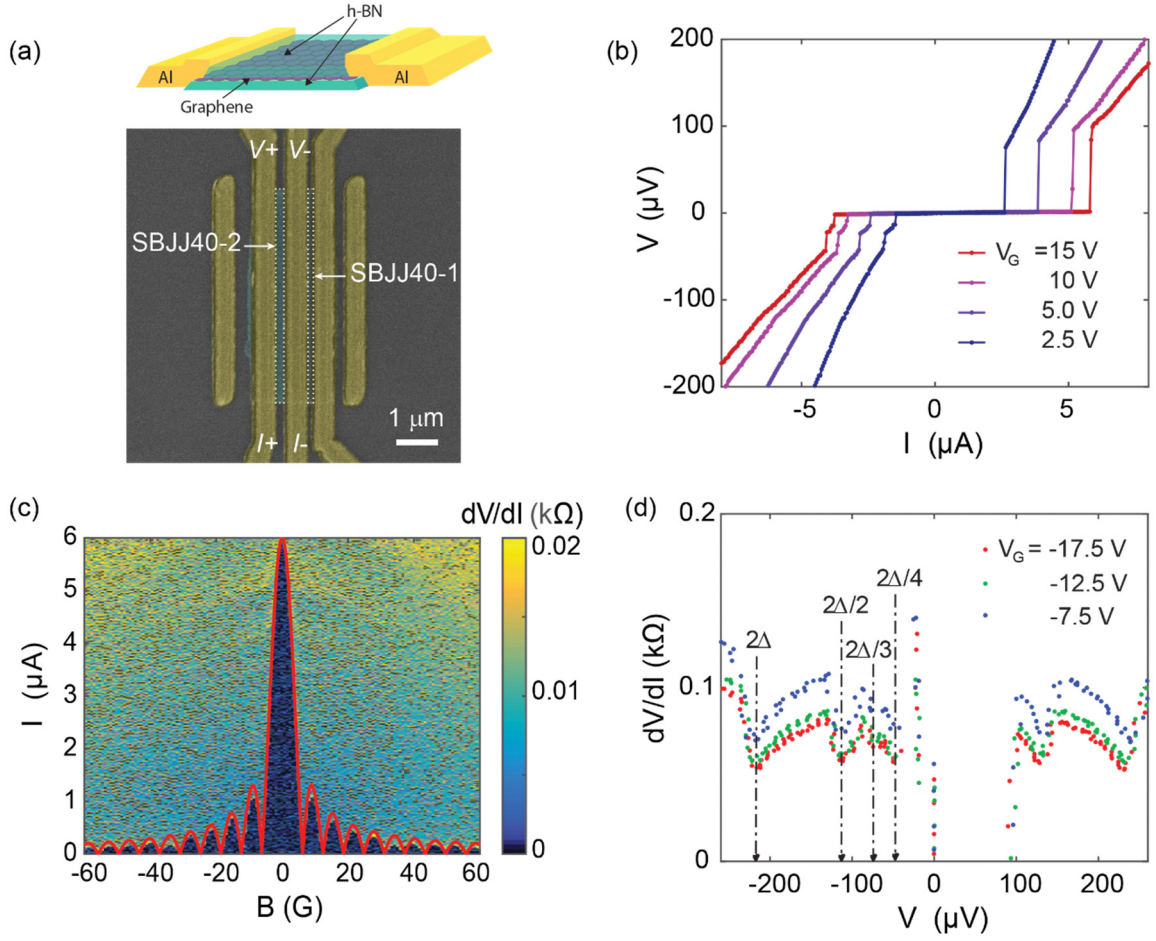 (a)
h-BN
Al
Al
Graphene
V+
V-
SBJJ40-2
SBJJ40-1
1 μm
I+
I-
(b)
200
100
0
-100
-200
V (μV)
V_G =15 V
10 V
5.0 V
2.5 V
-5
0
5
I (μA)
(c)
dV/dI (kΩ)
6
5
4
3
2
1
0
I (μA)
0.02
0.01
0
-60
-40
-20
0
20
40
60
B (G)
(d)
0.2
0.1
0
dV/dI (kΩ)
V_G = -17.5 V
-12.5 V
-7.5 V
2Δ
2Δ/2
2Δ/3
2Δ/4
-200
-100
0
100
200
V (μV)